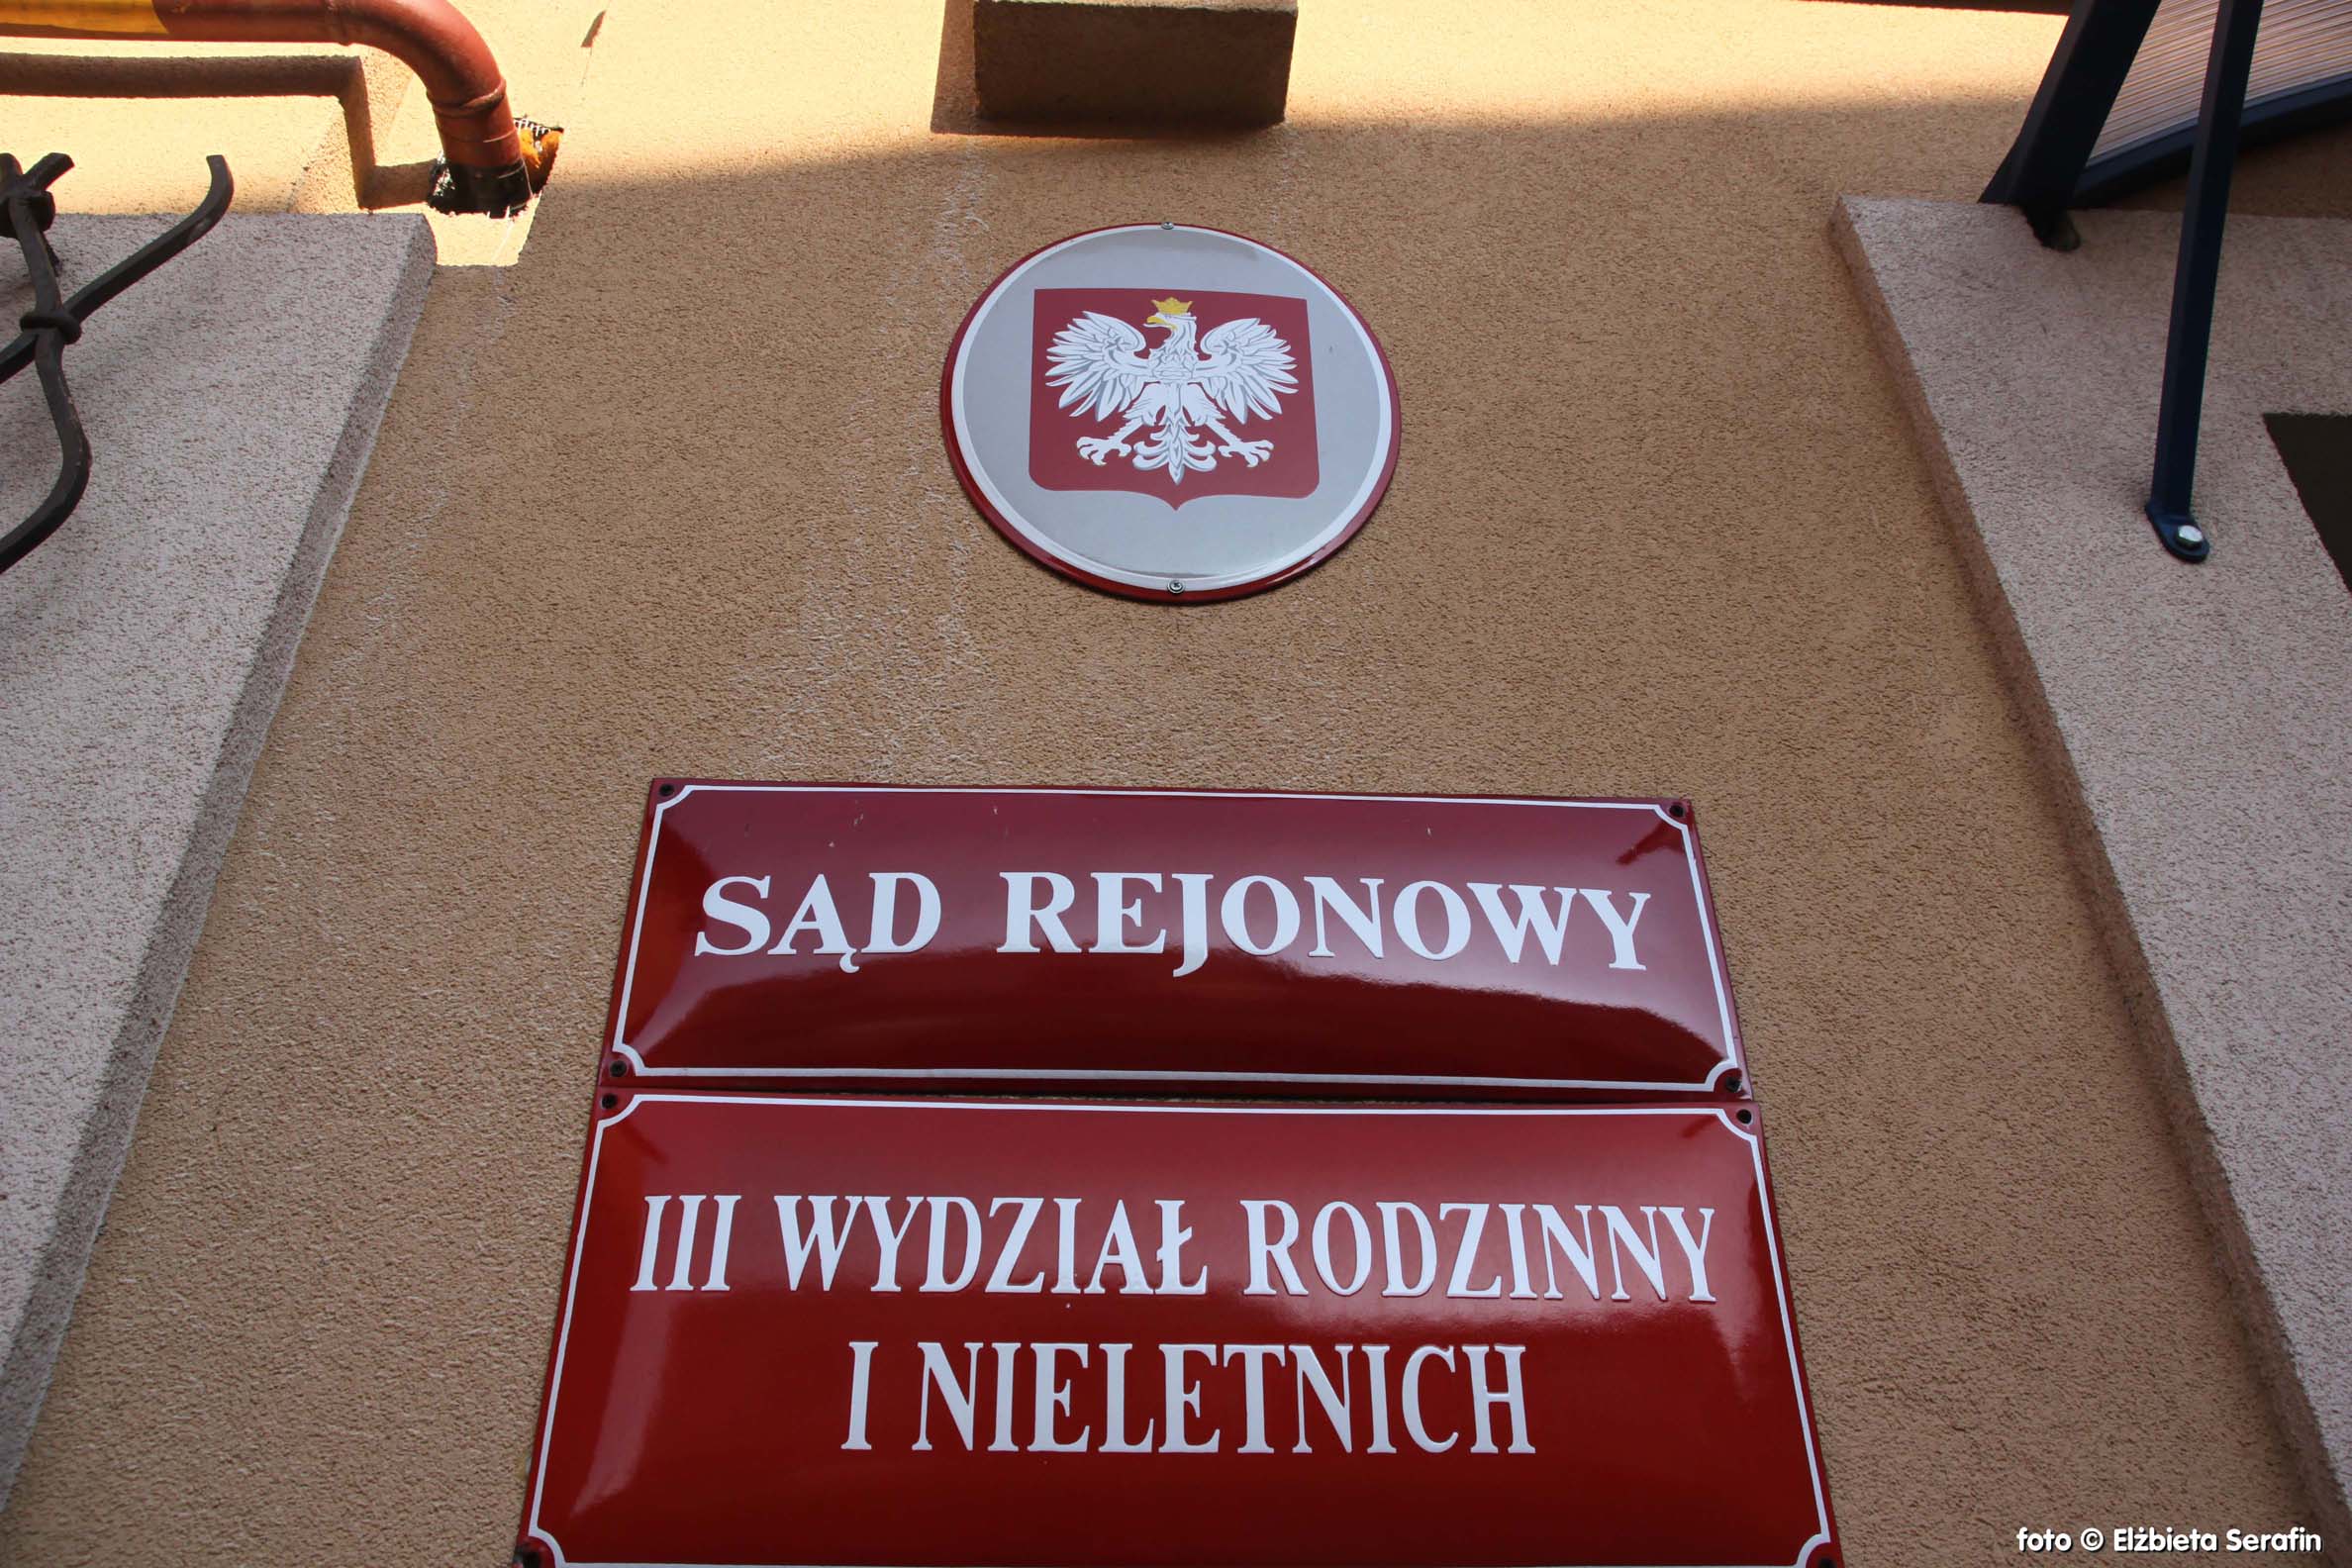 SĄD REJONOWY
III WYDZIAŁ RODZINNY
I NIELETNICH
foto © Elżbieta Serafin